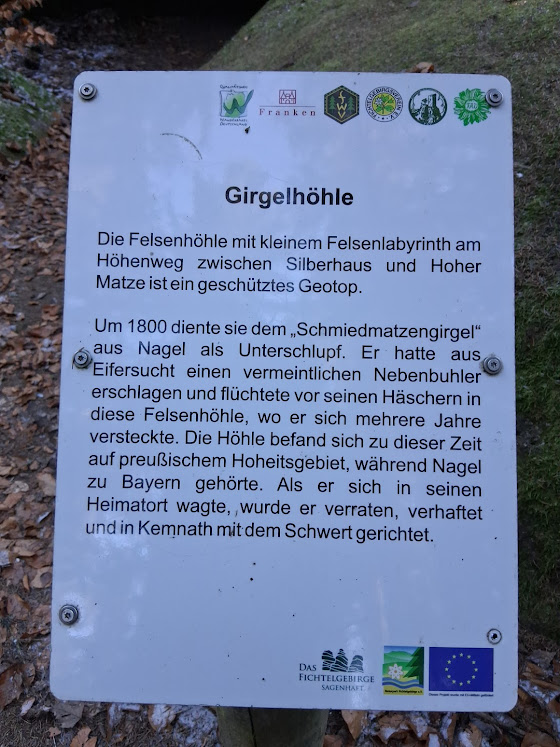 Franken
FICHTELGEBIRGSVEREIN E.V.
Girgelhöhle
Die Felsenhöhle mit kleinem Felsenlabyrinth am
Höhenweg zwischen Silberhaus und Hoher
Matze ist ein geschütztes Geotop.
Um 1800 diente sie dem „Schmiedmatzengirgel“
aus Nagel als Unterschlupf. Er hatte aus
Eifersucht einen vermeintlichen Nebenbuhler
erschlagen und flüchtete vor seinen Häschern in
diese Felsenhöhle, wo er sich mehrere Jahre
versteckte. Die Höhle befand sich zu dieser Zeit
auf preußischem Hoheitsgebiet, während Nagel
zu Bayern gehörte. Als er sich in seinen
Heimatort wagte, wurde er verraten, verhaftet
und in Kemnath mit dem Schwert gerichtet.
DAS
FICHTELGEBIRGE
SAGENHAFT